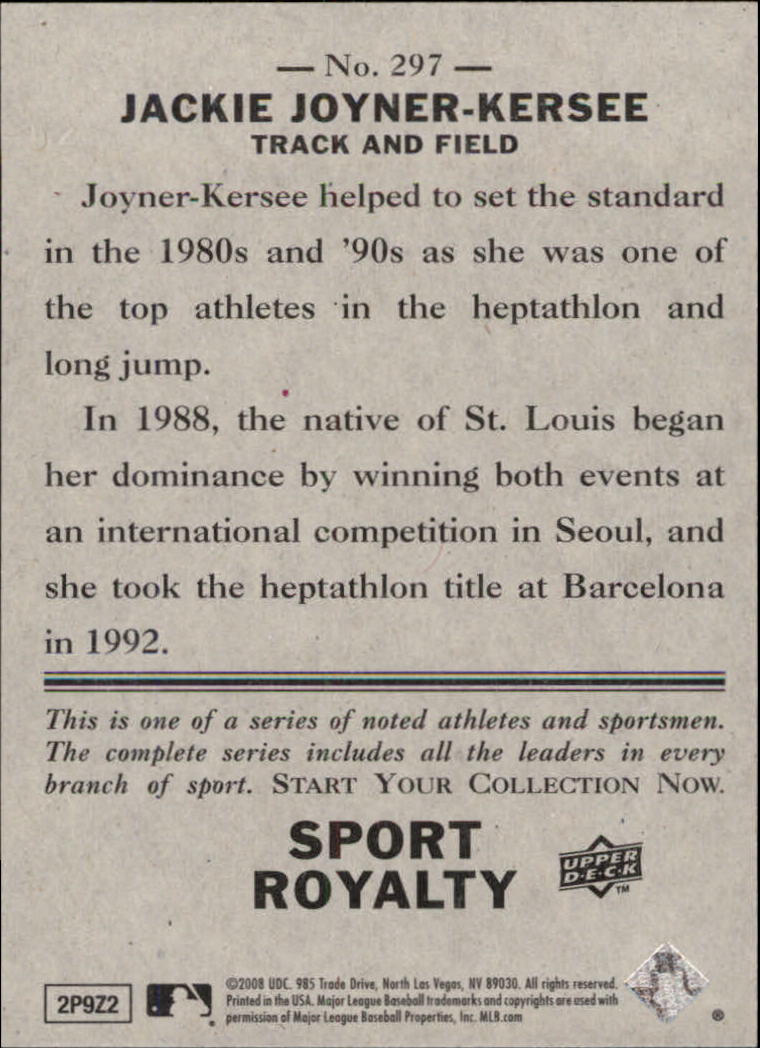 — No. 297 —
JACKIE JOYNER-KERSEE
TRACK AND FIELD
Joyner-Kersee helped to set the standard
in the 1980s and ’90s as she was one of
the top athletes in the heptathlon and
long jump.
In 1988, the native of St. Louis began
her dominance by winning both events at
an international competition in Seoul, and
she took the heptathlon title at Barcelona
in 1992.
This is one of a series of noted athletes and sportsmen.
The complete series includes all the leaders in every
branch of sport. START YOUR COLLECTION NOW.
SPORT
ROYALTY
UPPER
D·E·C·K
TM
2P9Z2
©2008 UDC. 985 Trade Drive, North Las Vegas, NV 89030. All rights reserved.
Printed in the USA. Major League Baseball trademarks and copyrights are used with
permission of Major League Baseball Properties, Inc. MLB.com
®